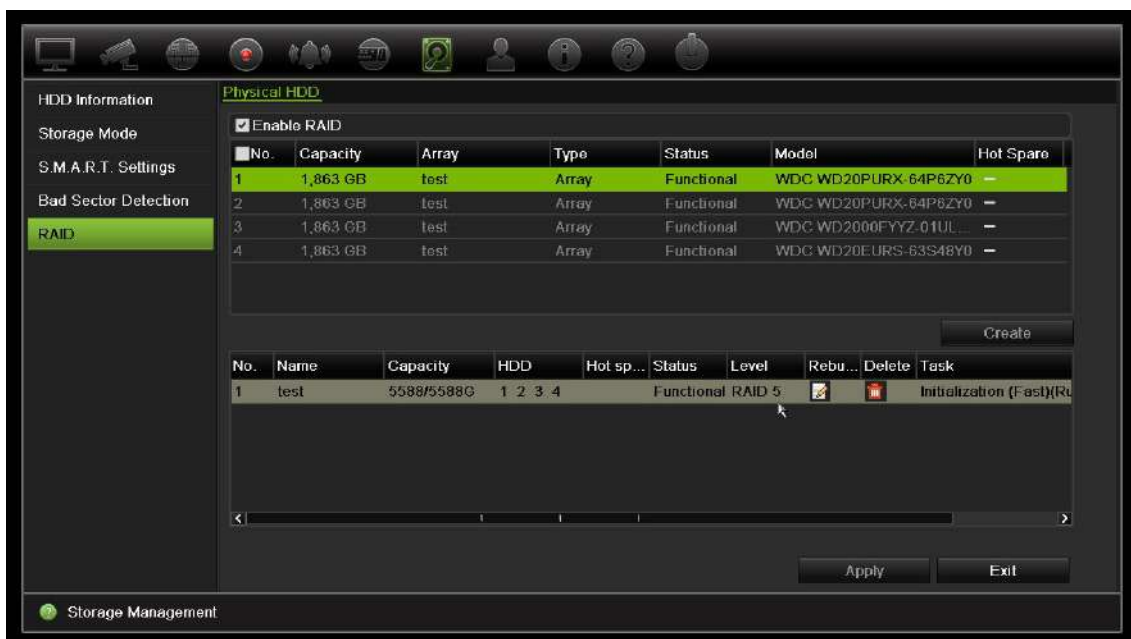 HDD Information
Storage Mode
S.M.A.R.T. Settings
Bad Sector Detection
RAID
Physical HDD
Enable RAID
No. Capacity Array Type Status Model Hot Spare
1 1,863 GB test Array Functional WDC WD20PURX-64P6ZY0 —
2 1,863 GB test Array Functional WDC WD20PURX-64P6ZY0 —
3 1,863 GB test Array Functional WDC WD2000FYYZ-01UL... —
4 1,863 GB test Array Functional WDC WD20EURS-63S48Y0 —
Create
No. Name Capacity HDD Hot sp... Status Level Rebu... Delete Task
1 test 5588/5588G 1 2 3 4 Functional RAID 5 Initialization (Fast)(Ru
Apply Exit
Storage Management